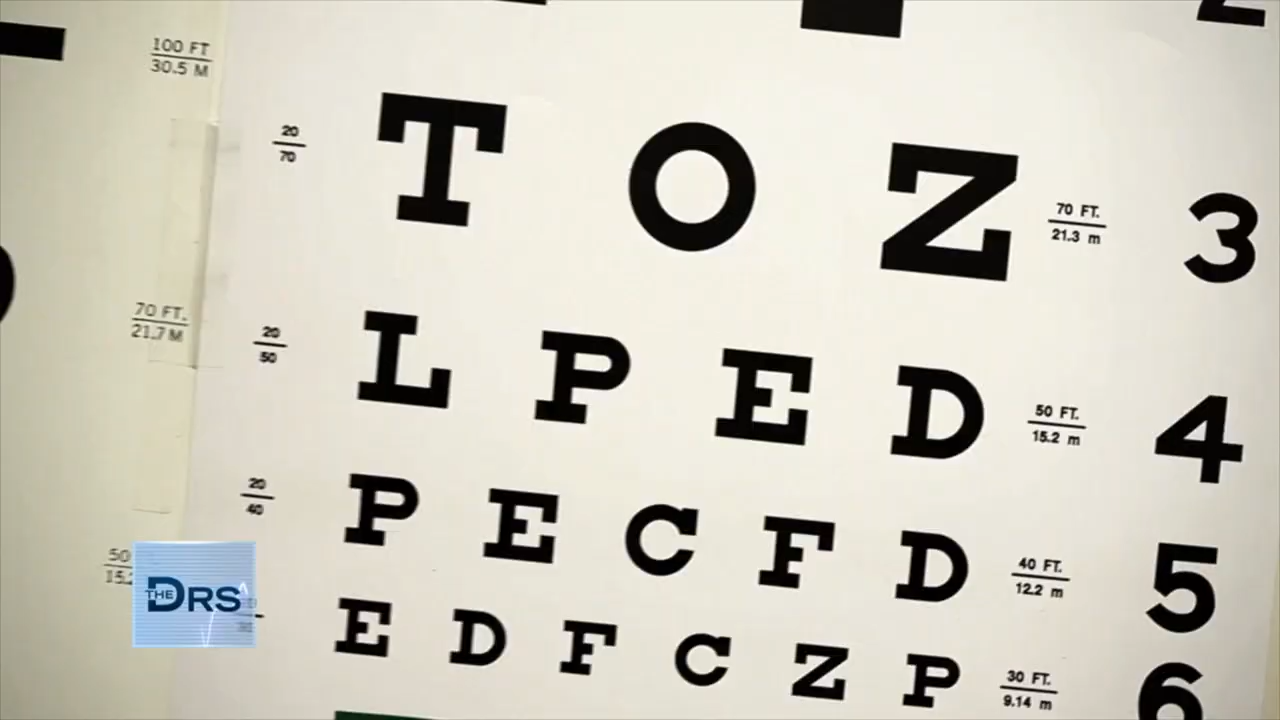 100 FT
30.5 M
20
70
T O Z
70 FT.
21.3 m
3
70 FT.
21.7 M
20
50
L P E D
50 FT.
15.2 m
4
20
40
P E C F D
40 FT.
12.2 m
5
50
THE DRS
E D F C Z P
30 FT.
9.14 m
6